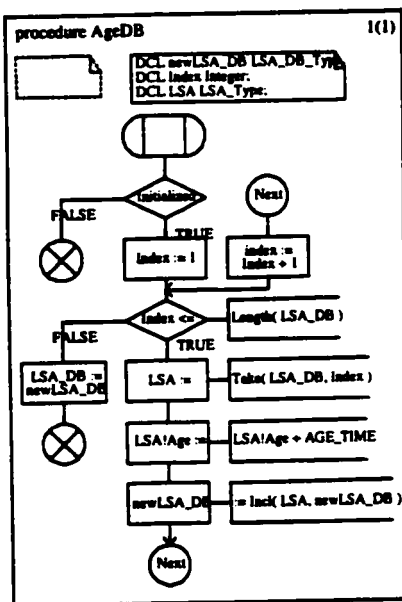 procedure AgeDB
1(1)
DCL newLSA_DB LSA_DB_Type;
DCL Index Integer;
DCL LSA LSA_Type;
Initialized
FALSE
TRUE
Next
Index := 1
index :=
Index + 1
Index <=
Length( LSA_DB )
FALSE
TRUE
LSA_DB :=
newLSA_DB
LSA :=
Take( LSA_DB, Index )
LSA!Age :=
LSA!Age + AGE_TIME
newLSA_DB
:= Incl( LSA, newLSA_DB )
Next